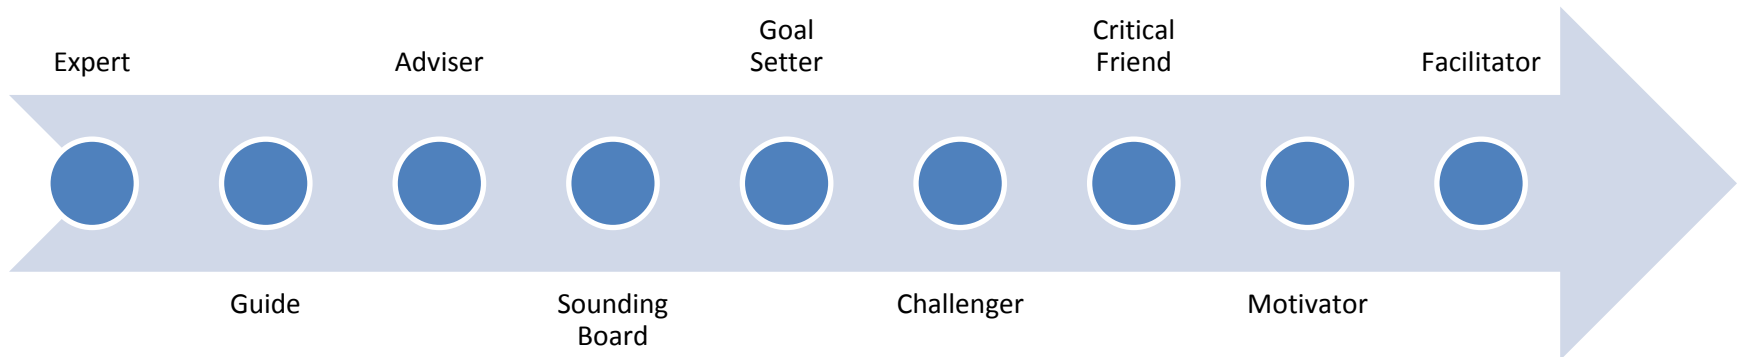 Goal
Setter
Critical
Friend
Expert
Adviser
Facilitator
Guide
Sounding
Board
Challenger
Motivator